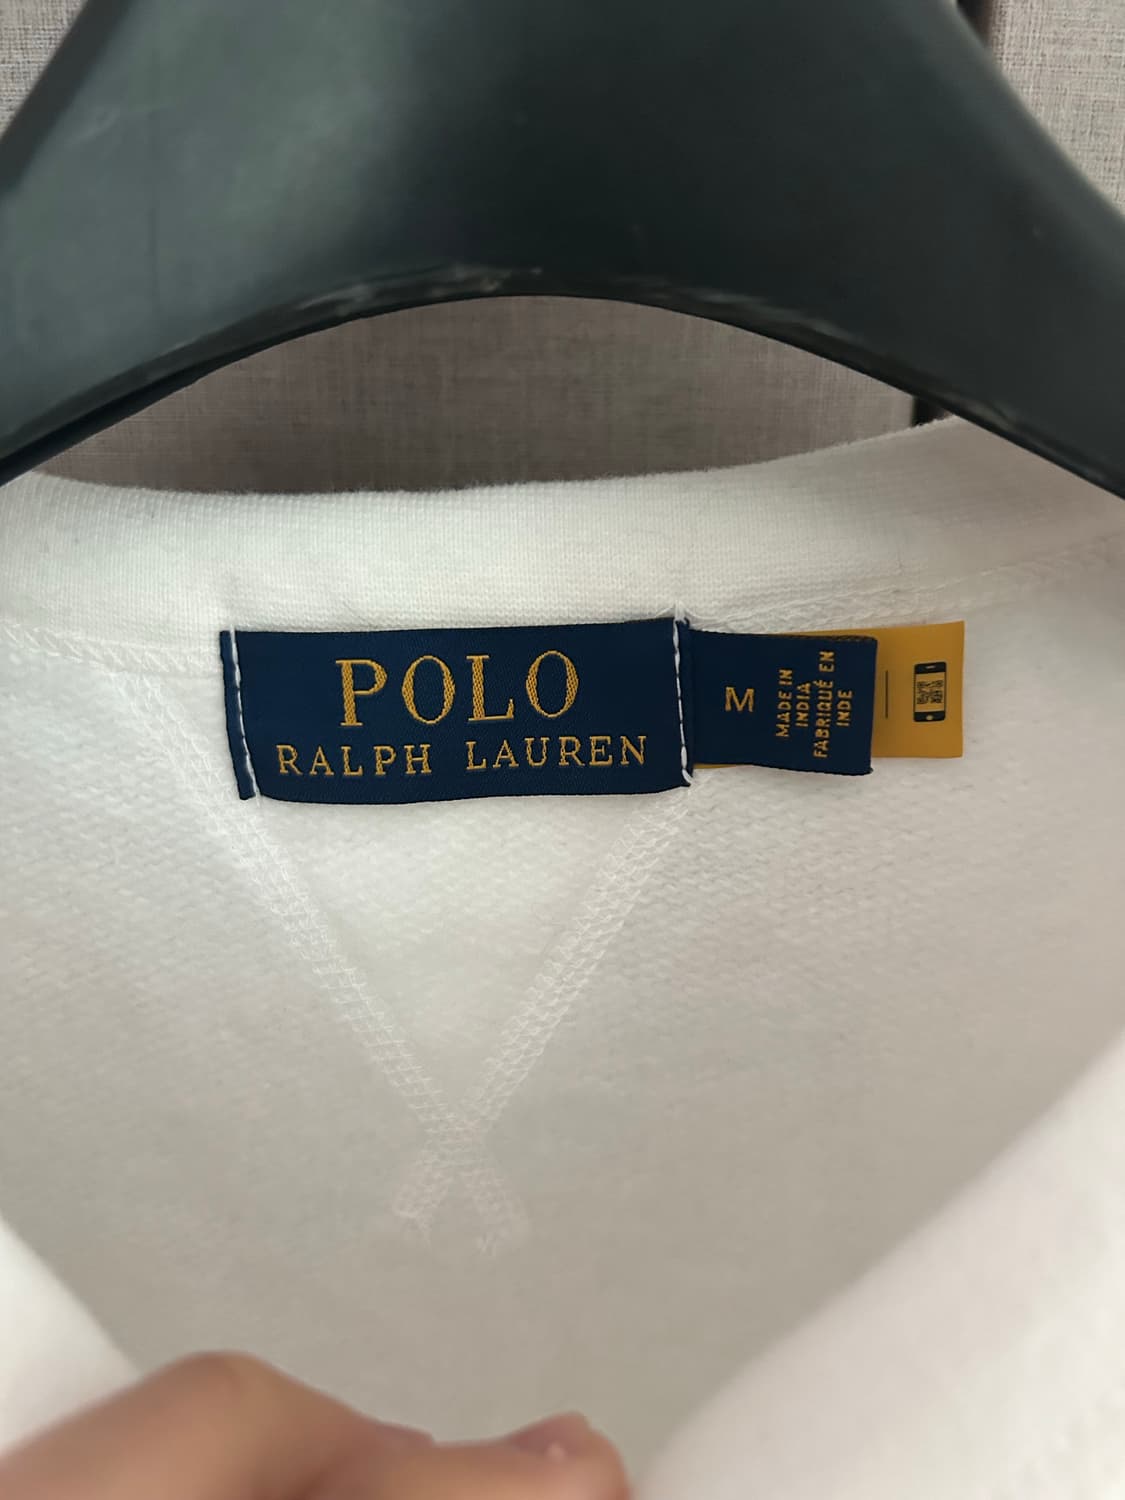 POLO
RALPH LAUREN
M
MADE IN
INDIA
FABRIQUÉ EN
INDE